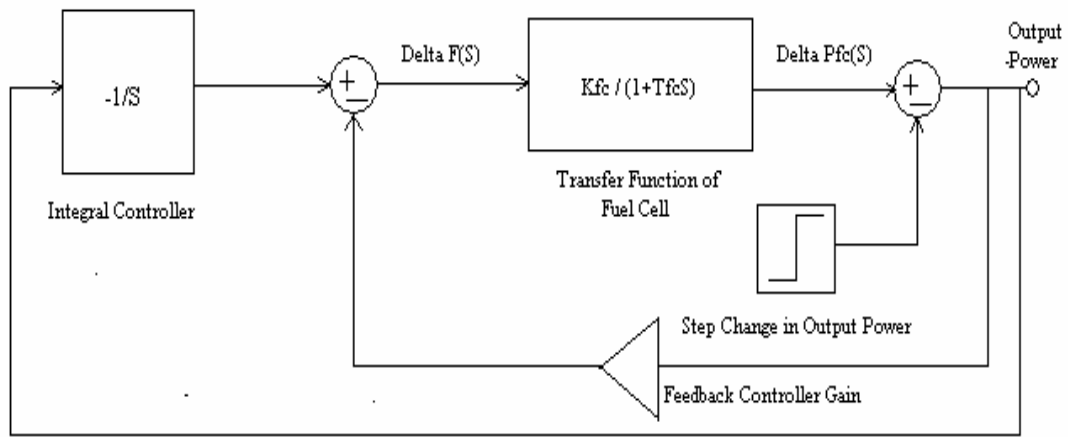 -1/S
Integral Controller
+
−
Delta F(S)
Kfc / (1+TfcS)
Transfer Function of
Fuel Cell
Delta Pfc(S)
+
−
Output
-Power
Step Change in Output Power
Feedback Controller Gain